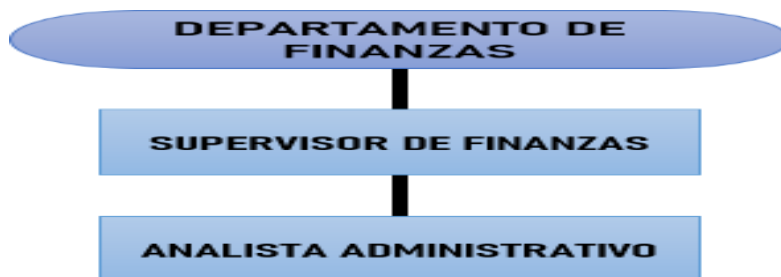 DEPARTAMENTO DE
FINANZAS
SUPERVISOR DE FINANZAS
ANALISTA ADMINISTRATIVO